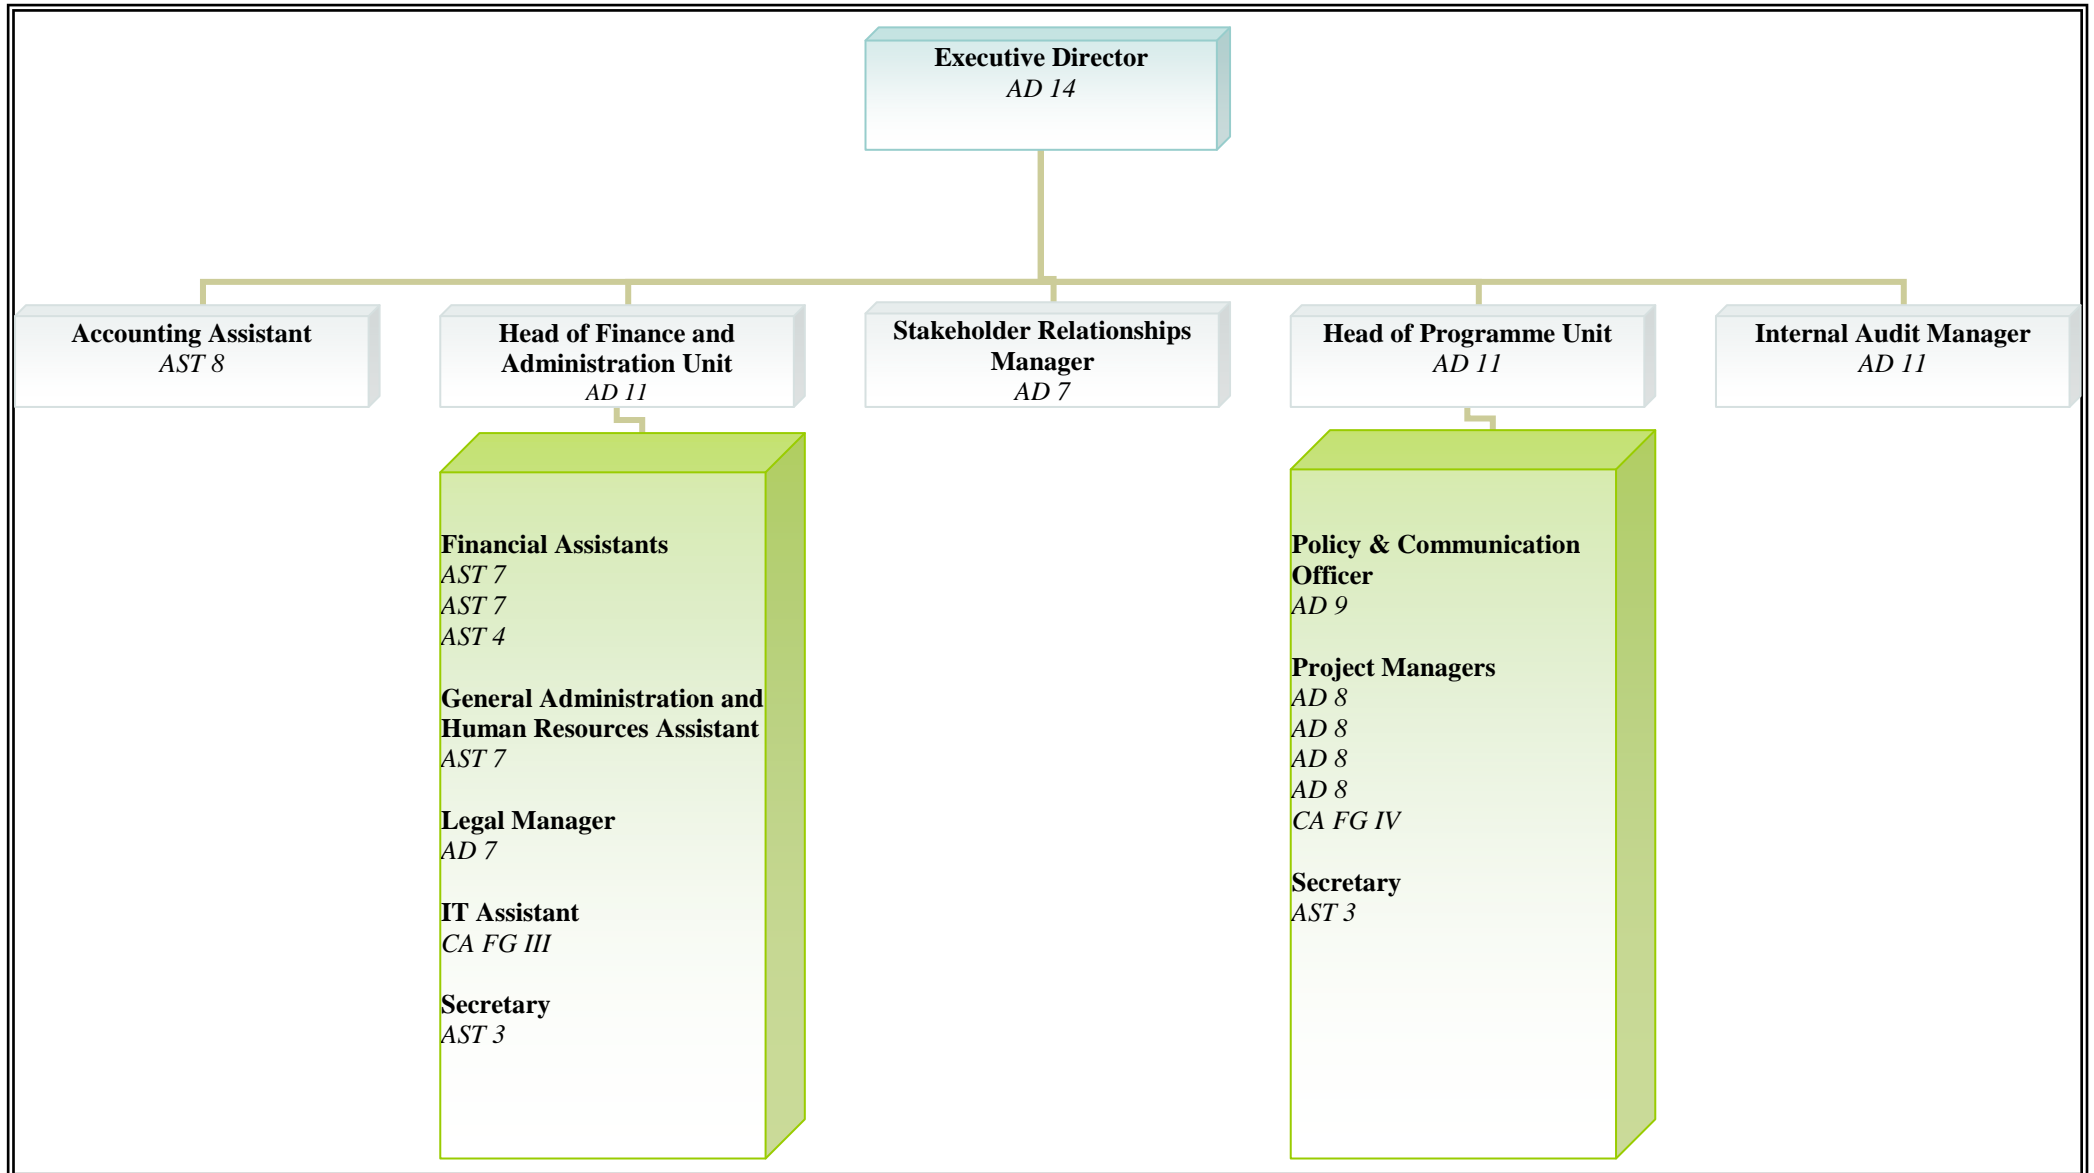 Executive Director
AD 14
Accounting Assistant
AST 8
Head of Finance and
Administration Unit
AD 11
Stakeholder Relationships
Manager
AD 7
Head of Programme Unit
AD 11
Internal Audit Manager
AD 11
Financial Assistants
AST 7
AST 7
AST 4
General Administration and
Human Resources Assistant
AST 7
Legal Manager
AD 7
IT Assistant
CA FG III
Secretary
AST 3
Policy & Communication
Officer
AD 9
Project Managers
AD 8
AD 8
AD 8
AD 8
CA FG IV
Secretary
AST 3